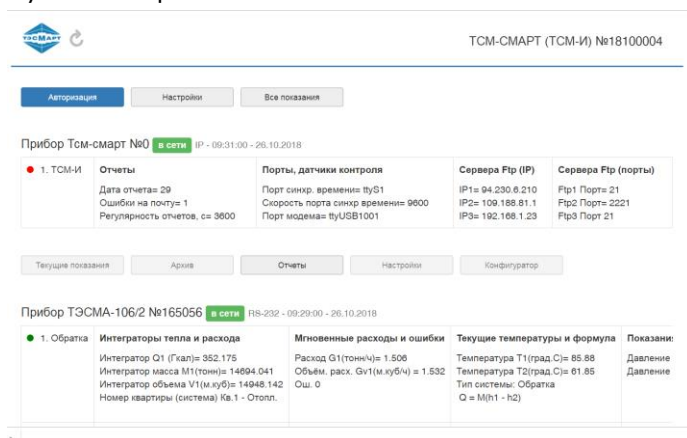 ТЭСМАРТ
ТСМ-СМАРТ (ТСМ-И) №18100004
Авторизация Настройки Все показания
Прибор Тсм-смарт №0 в сети IP - 09:31:00 - 26.10.2018
1. ТСМ-И Отчеты Порты, датчики контроля Сервера Ftp (IP) Сервера Ftp (порты)
Дата отчета= 29 Порт синхр. времени= ttyS1 IP1= 94.230.6.210 Ftp1 Порт= 21
Ошибки на почту= 1 Скорость порта синхр времени= 9600 IP2= 109.188.81.1 Ftp2 Порт= 2221
Регулярность отчетов, с= 3600 Порт модема= ttyUSB1001 IP3= 192.168.1.23 Ftp3 Порт 21
Текущие показания Архив Отчеты Настройки Конфигуратор
Прибор ТЭСМА-106/2 №165056 в сети RS-232 - 09:29:00 - 26.10.2018
1. Обратка Интеграторы тепла и расхода Мгновенные расходы и ошибки Текущие температуры и формула Показани
Интегратор Q1 (Гкал)= 352.175 Расход G1(тонн/ч)= 1.506 Температура T1(град.С)= 85.88 Давление
Интегратор масса M1(тонн)= 14694.041 Объём. расх. Gv1(м.куб/ч) = 1.532 Температура T2(град.С)= 61.85 Давление
Интегратор объема V1(м.куб)= 14948.142 Ош. 0 Тип системы: Обратка
Номер квартиры (система) Кв.1 - Отопл. Q = M(h1 - h2)